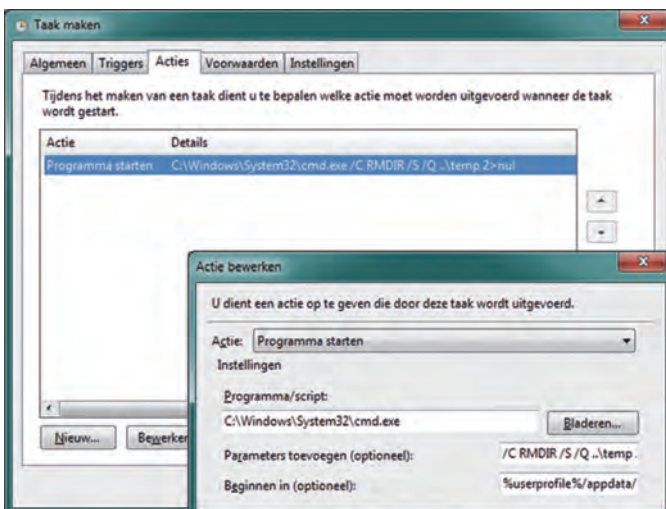 Taak maken
Algemeen Triggers Acties Voorwaarden Instellingen
Tijdens het maken van een taak dient u te bepalen welke actie moet worden uitgevoerd wanneer de taak
wordt gestart.
Actie Details
Programma starten C:\Windows\System32\cmd.exe /C RMDIR /S /Q ..\temp 2>nul
Nieuw... Bewerken
Actie bewerken
U dient een actie op te geven die door deze taak wordt uitgevoerd.
Actie: Programma starten
Instellingen
Programma/script:
C:\Windows\System32\cmd.exe Bladeren...
Parameters toevoegen (optioneel): /C RMDIR /S /Q ..\temp
Beginnen in (optioneel): %userprofile%/appdata/